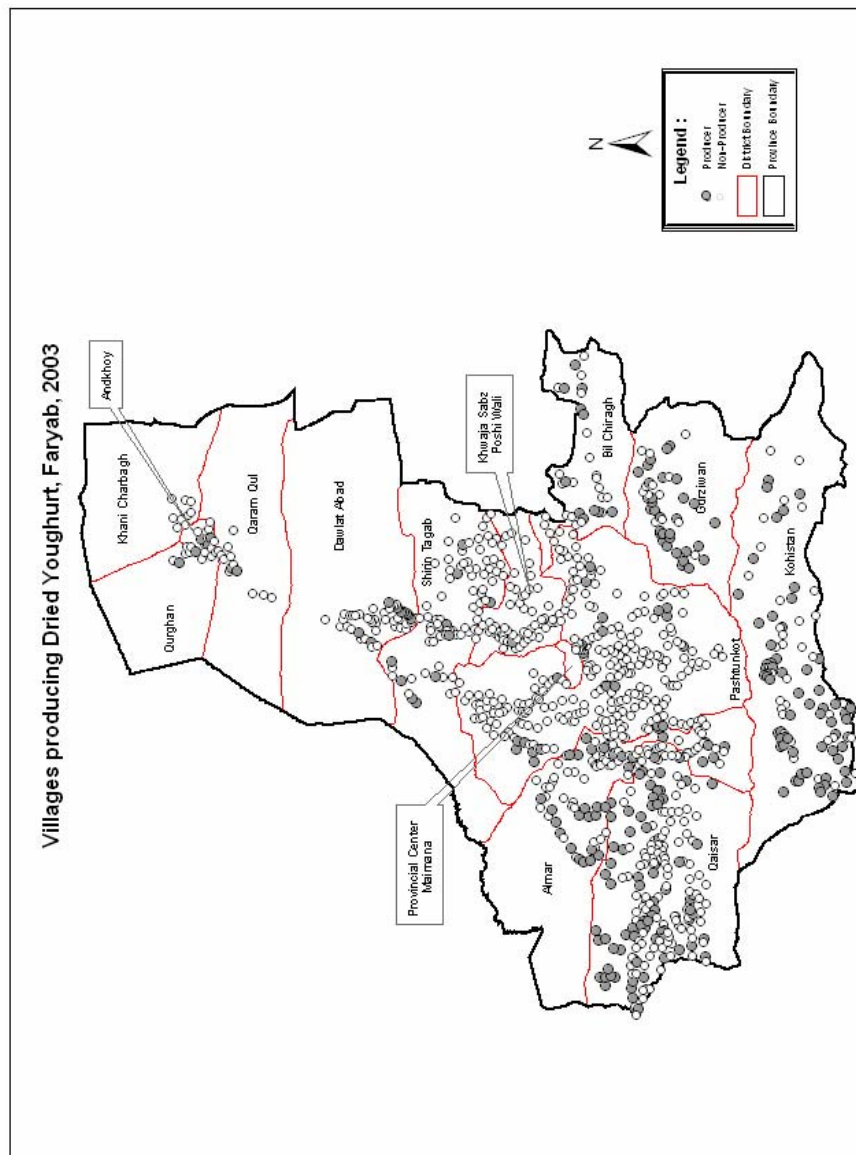 Villages producing Dried Youghurt, Faryab, 2003
Andkhoy
Khani Charbagh
Qurghan
Qaram Qul
Dawlat Abad
Shirin Tagab
Khwaja Sabz
Poshi Wali
Bil Chiragh
Provincial Center
Maimana
Almar
Gurziwan
Pashtunkot
Kohistan
Qaisar
N
Legend :
Producer
Non-Producer
District Boundary
Province Boundary